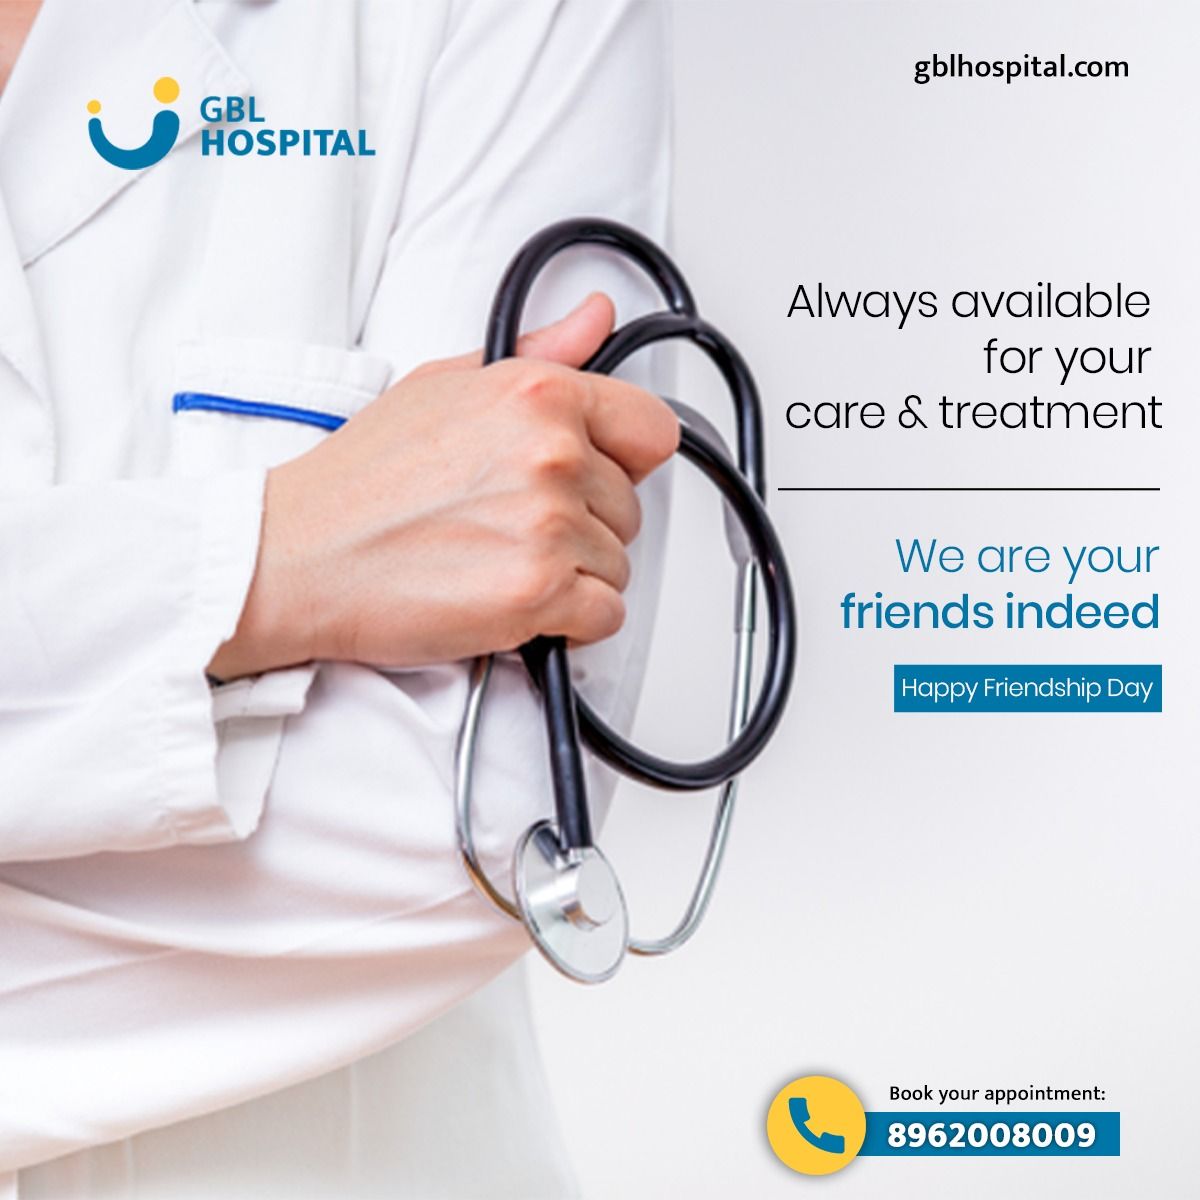 gblhospital.com
GBL
HOSPITAL
Always available
for your
care & treatment
We are your
friends indeed
Happy Friendship Day
Book your appointment:
8962008009